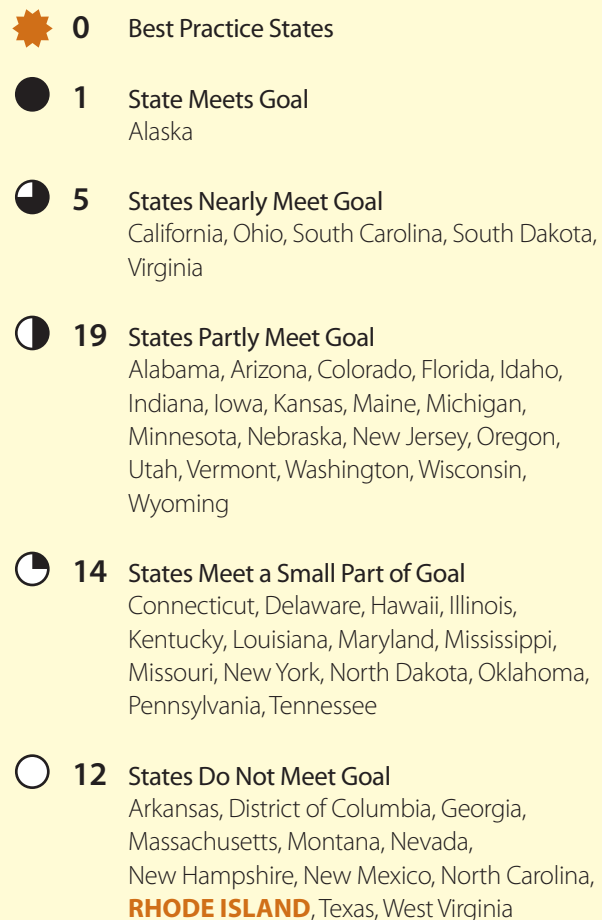 0 Best Practice States
1 State Meets Goal
Alaska
5 States Nearly Meet Goal
California, Ohio, South Carolina, South Dakota,
Virginia
19 States Partly Meet Goal
Alabama, Arizona, Colorado, Florida, Idaho,
Indiana, Iowa, Kansas, Maine, Michigan,
Minnesota, Nebraska, New Jersey, Oregon,
Utah, Vermont, Washington, Wisconsin,
Wyoming
14 States Meet a Small Part of Goal
Connecticut, Delaware, Hawaii, Illinois,
Kentucky, Louisiana, Maryland, Mississippi,
Missouri, New York, North Dakota, Oklahoma,
Pennsylvania, Tennessee
12 States Do Not Meet Goal
Arkansas, District of Columbia, Georgia,
Massachusetts, Montana, Nevada,
New Hampshire, New Mexico, North Carolina,
RHODE ISLAND, Texas, West Virginia